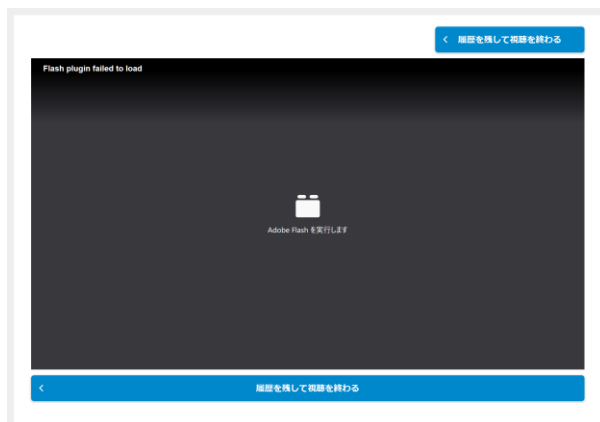 履歴を残して視聴を終わる
Flash plugin failed to load
Adobe Flash を実行します
履歴を残して視聴を終わる